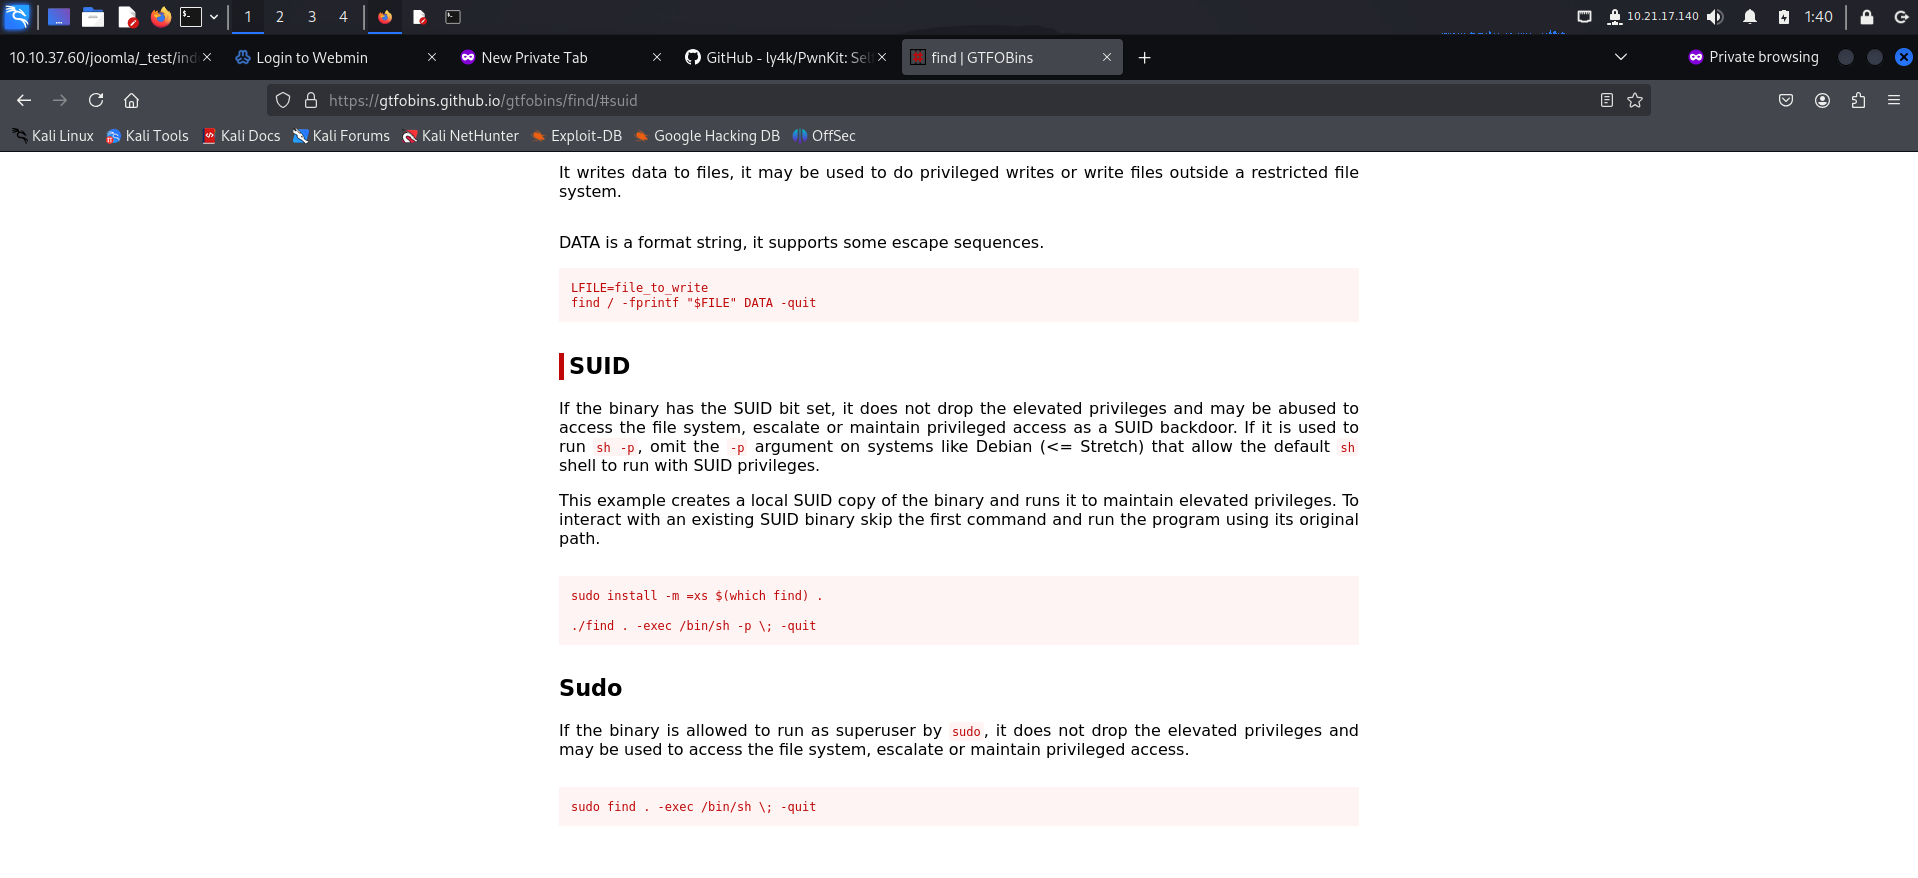 1 2 3 4 10.21.17.140 1:40
10.10.37.60/joomla/_test/ind Login to Webmin New Private Tab GitHub - ly4k/PwnKit: Sel find | GTFOBins Private browsing
https://gtfobins.github.io/gtfobins/find/#suid
Kali Linux Kali Tools Kali Docs Kali Forums Kali NetHunter Exploit-DB Google Hacking DB OffSec
It writes data to files, it may be used to do privileged writes or write files outside a restricted file
system.
DATA is a format string, it supports some escape sequences.
LFILE=file_to_write
find / -fprintf "$FILE" DATA -quit
SUID
If the binary has the SUID bit set, it does not drop the elevated privileges and may be abused to
access the file system, escalate or maintain privileged access as a SUID backdoor. If it is used to
run sh -p, omit the -p argument on systems like Debian (<= Stretch) that allow the default sh
shell to run with SUID privileges.
This example creates a local SUID copy of the binary and runs it to maintain elevated privileges. To
interact with an existing SUID binary skip the first command and run the program using its original
path.
sudo install -m =xs $(which find) .
./find . -exec /bin/sh -p \; -quit
Sudo
If the binary is allowed to run as superuser by sudo, it does not drop the elevated privileges and
may be used to access the file system, escalate or maintain privileged access.
sudo find . -exec /bin/sh \; -quit